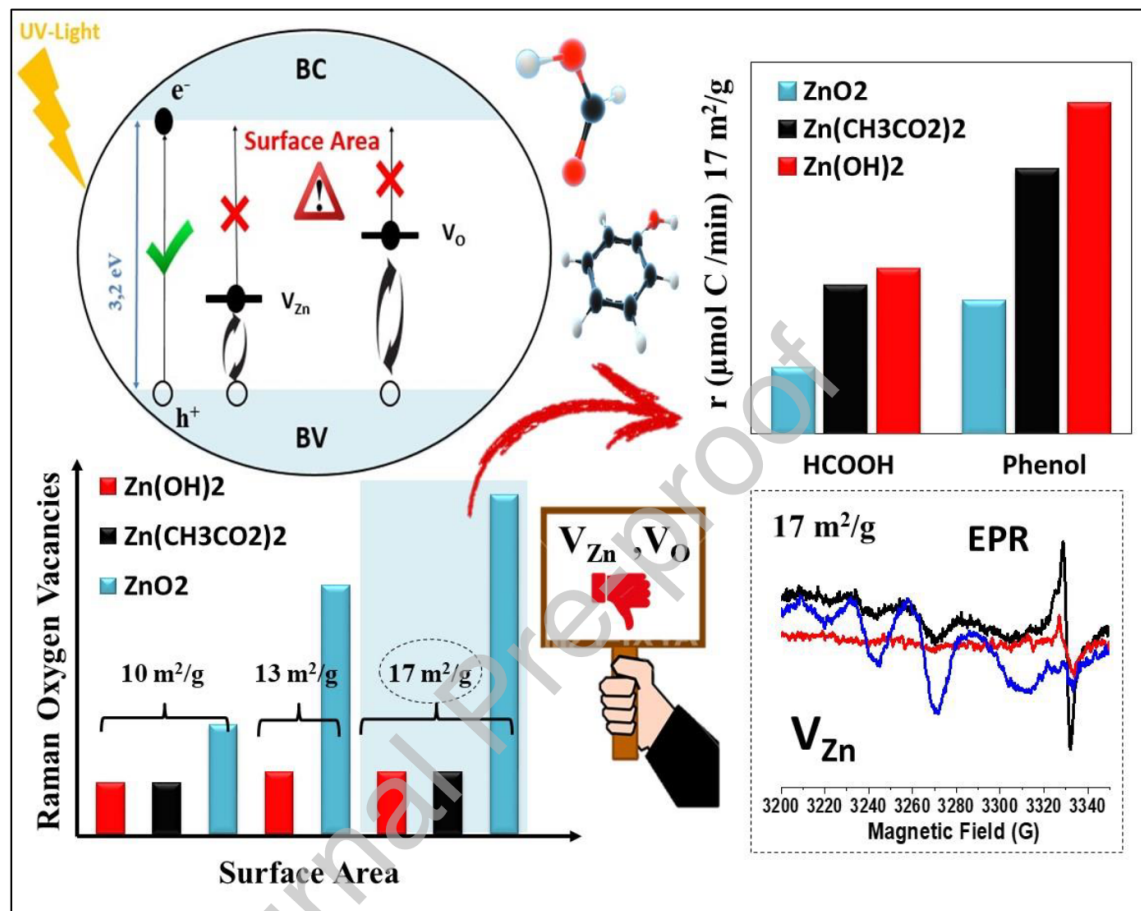 UV-Light
BC
e⁻
Surface Area
!
V_O
3,2 eV
V_Zn
h⁺
BV
ZnO2
Zn(CH3CO2)2
Zn(OH)2
r (µmol C /min) 17 m²/g
HCOOH
Phenol
Raman Oxygen Vacancies
Zn(OH)2
Zn(CH3CO2)2
ZnO2
10 m²/g
13 m²/g
17 m²/g
Surface Area
V_Zn ,V_O
17 m²/g
EPR
V_Zn
3200 3220 3240 3260 3280 3300 3320 3340
Magnetic Field (G)
rnal Pre-proof